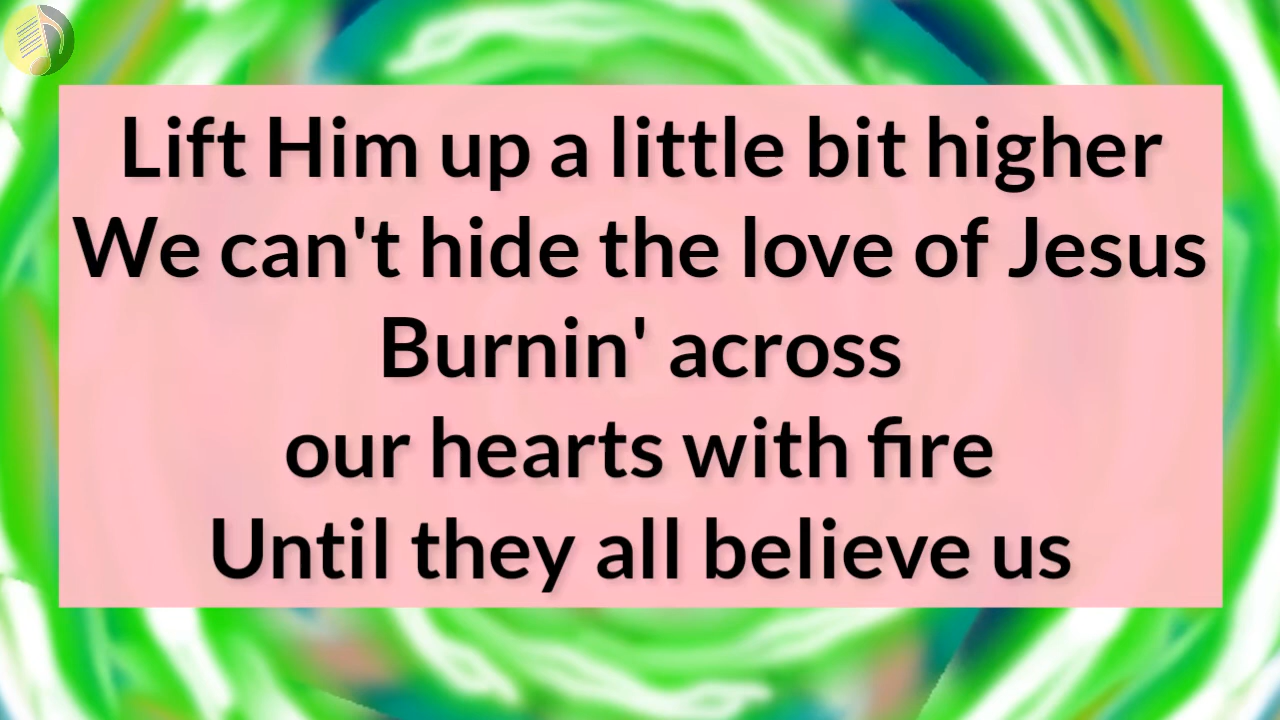 Lift Him up a little bit higher
We can't hide the love of Jesus
Burnin' across
our hearts with fire
Until they all believe us